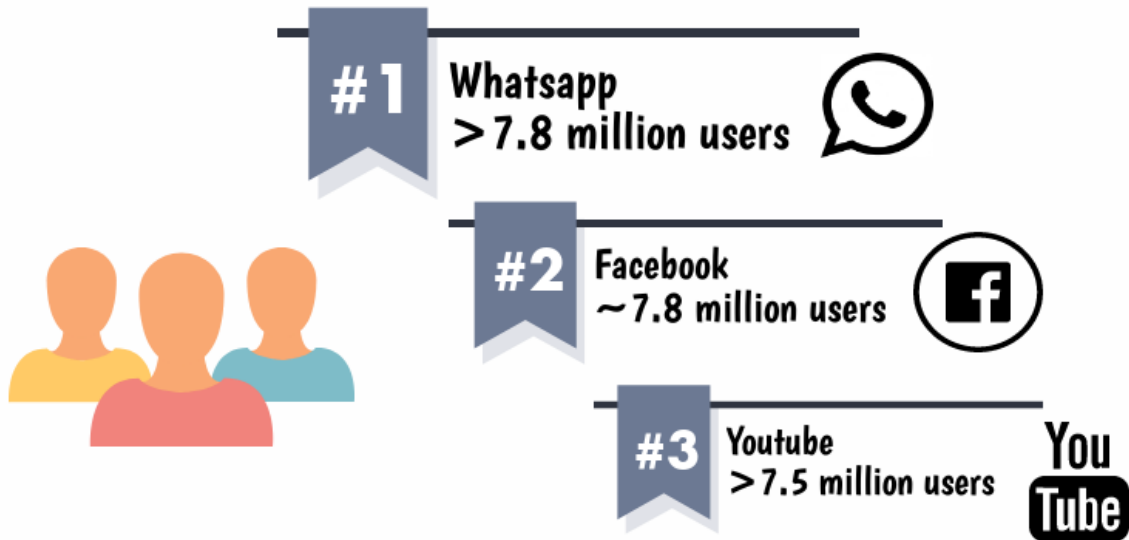 #1
Whatsapp
>7.8 million users
#2
Facebook
~7.8 million users
f
#3
Youtube
>7.5 million users
You
Tube